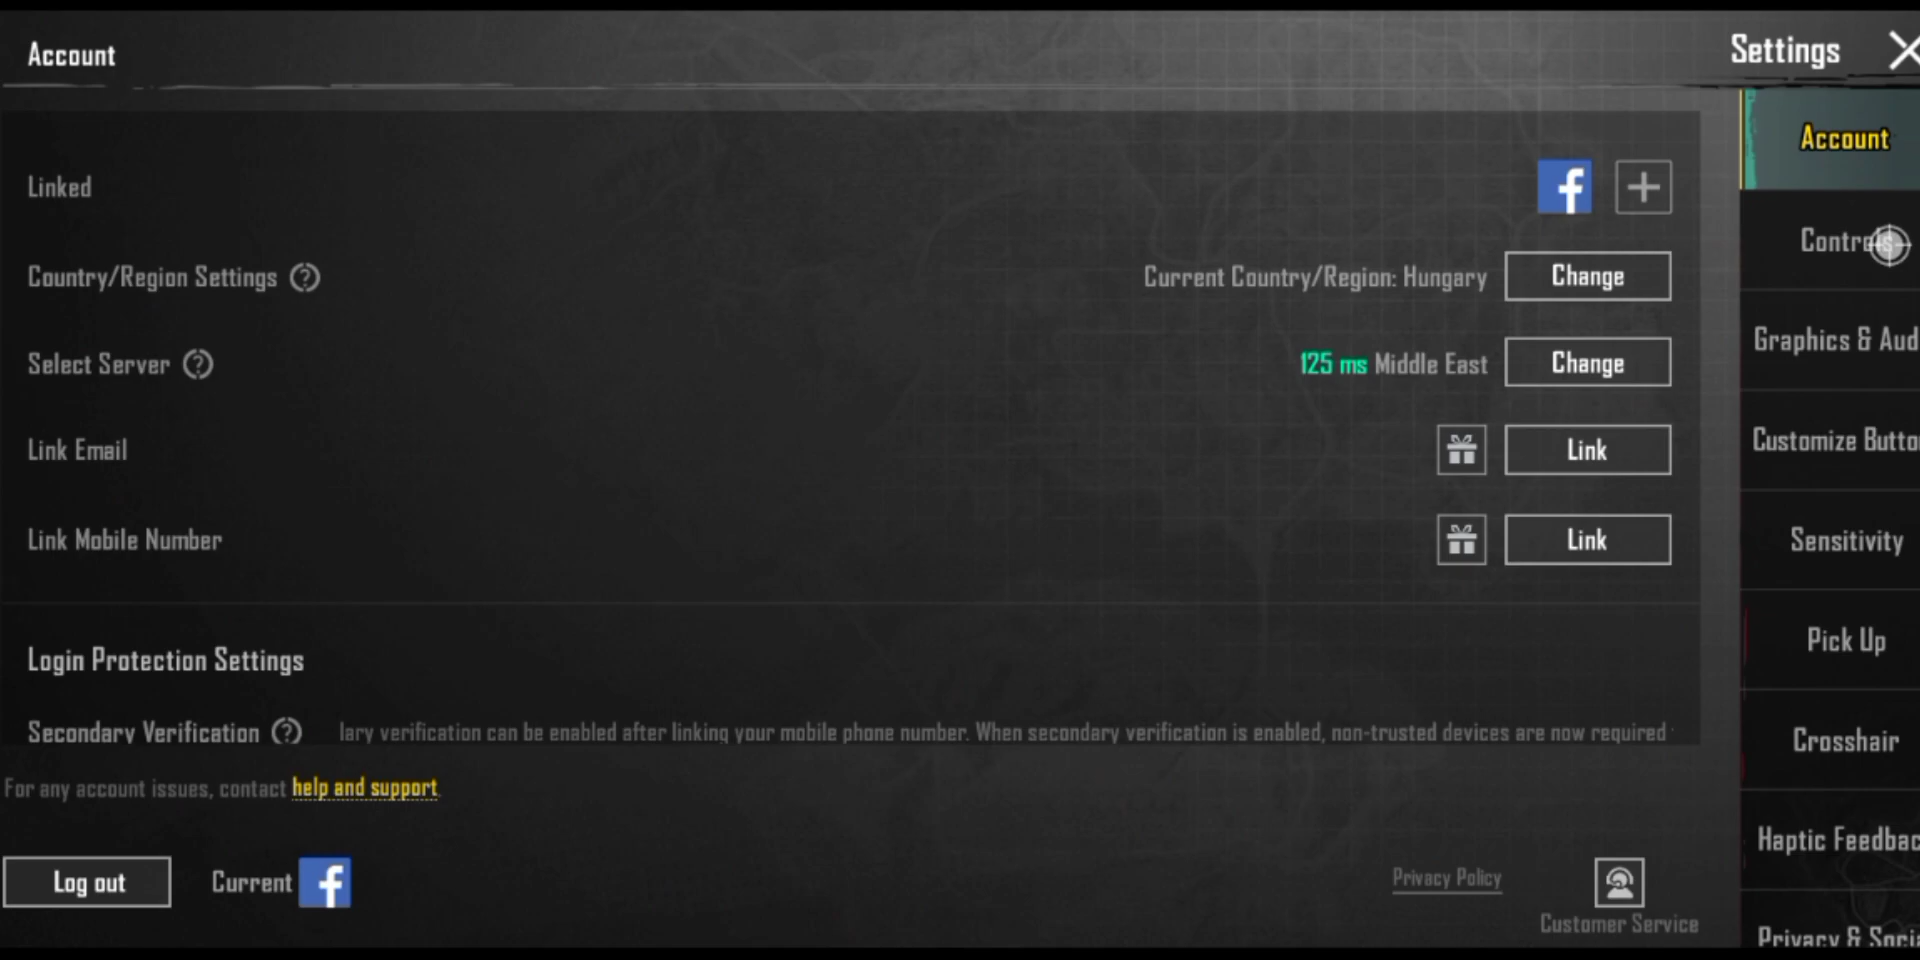 Account
Settings
Linked
Country/Region Settings
Current Country/Region: Hungary
Change
Select Server
125 ms Middle East
Change
Link Email
Link
Link Mobile Number
Link
Login Protection Settings
Secondary Verification
lary verification can be enabled after linking your mobile phone number. When secondary verification is enabled, non-trusted devices are now required
For any account issues, contact help and support.
Log out
Current
Privacy Policy
Customer Service
Account
Controls
Graphics & Aud
Customize Butto
Sensitivity
Pick Up
Crosshair
Haptic Feedbac
Privacy & Socia